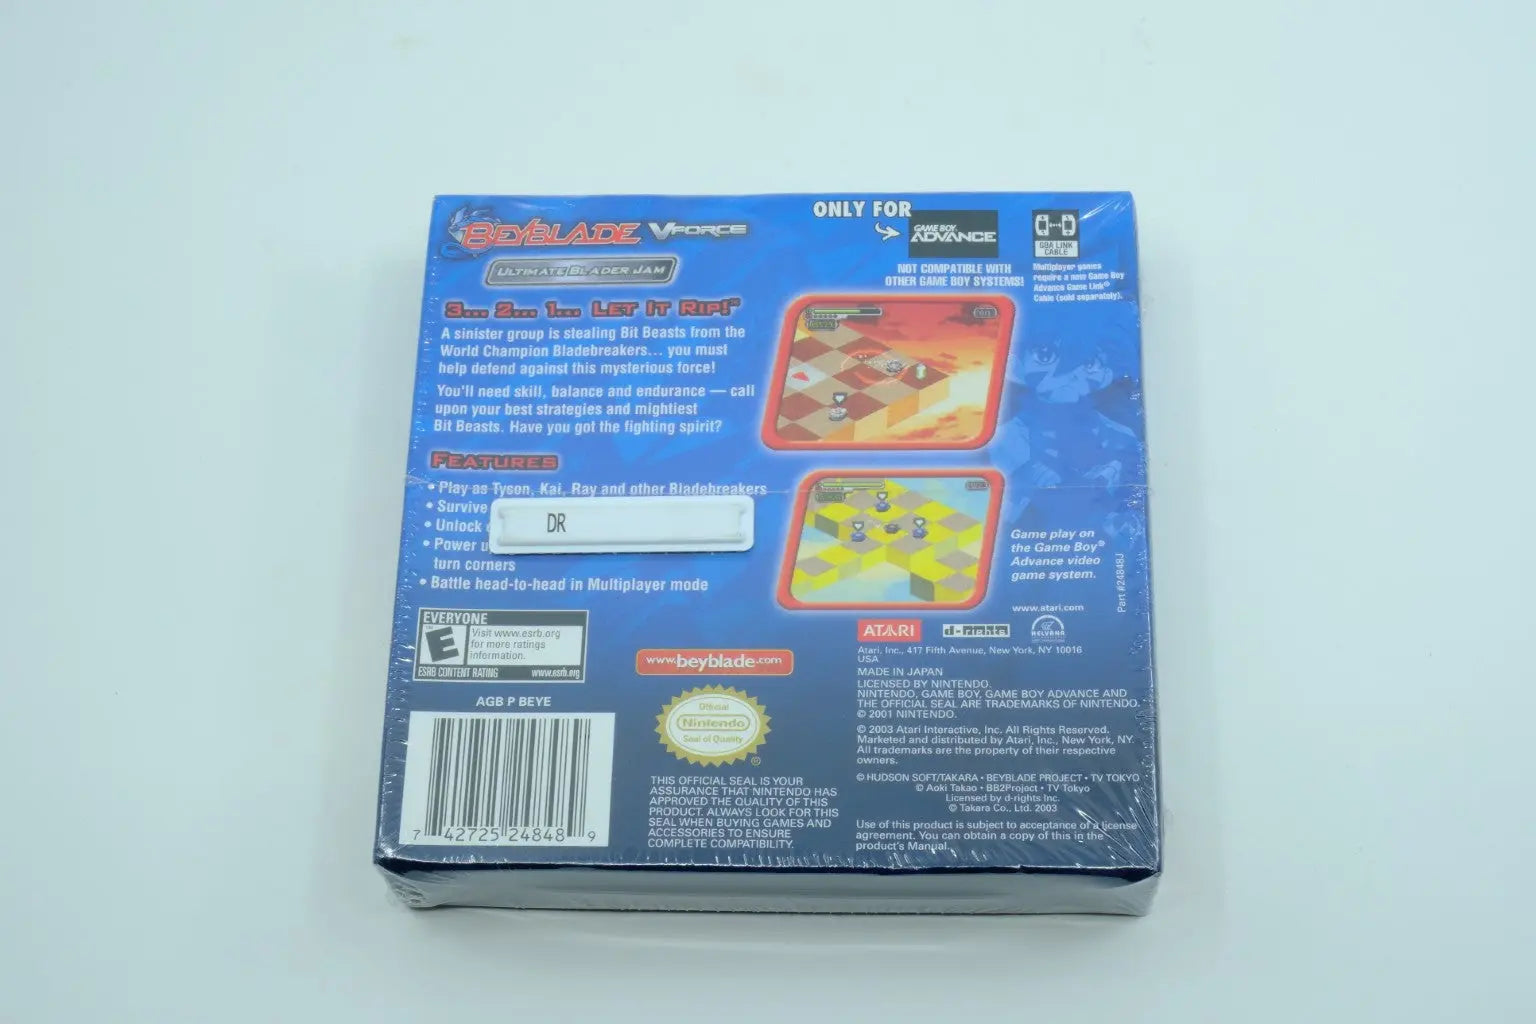 BEYBLADE VFORCE
ULTIMATE BLADER JAM
3... 2... 1... LET IT RIP!™
A sinister group is stealing Bit Beasts from the
World Champion Bladebreakers... you must
help defend against this mysterious force!
You'll need skill, balance and endurance — call
upon your best strategies and mightiest
Bit Beasts. Have you got the fighting spirit?
FEATURES
• Play as Tyson, Kai, Ray and other Bladebreakers
• Survive
• Unlock
• Power
turn corners
• Battle head-to-head in Multiplayer mode
DR
ONLY FOR
GAME BOY ADVANCE
NOT COMPATIBLE WITH
OTHER GAME BOY SYSTEMS!
GBA LINK
CABLE
Multiplayer games
require a new Game Boy
Advance Game Link®
Cable (sold separately).
Game play on
the Game Boy®
Advance video
game system.
Part #24848J
www.atari.com
EVERYONE
E
Visit www.esrb.org
for more ratings
information.
ESRB CONTENT RATING www.esrb.org
AGB P BEYE
7 42725 24848 9
www.beyblade.com
Official
Nintendo
Seal of Quality
®
THIS OFFICIAL SEAL IS YOUR
ASSURANCE THAT NINTENDO HAS
APPROVED THE QUALITY OF THIS
PRODUCT. ALWAYS LOOK FOR THIS
SEAL WHEN BUYING GAMES AND
ACCESSORIES TO ENSURE
COMPLETE COMPATIBILITY.
ATARI d-rights NELVANA
Atari, Inc., 417 Fifth Avenue, New York, NY 10016
USA
MADE IN JAPAN
LICENSED BY NINTENDO.
NINTENDO, GAME BOY, GAME BOY ADVANCE AND
THE OFFICIAL SEAL ARE TRADEMARKS OF NINTENDO.
© 2001 NINTENDO.
© 2003 Atari Interactive, Inc. All Rights Reserved.
Marketed and distributed by Atari, Inc., New York, NY.
All trademarks are the property of their respective
owners.
© HUDSON SOFT/TAKARA • BEYBLADE PROJECT • TV TOKYO
© Aoki Takao • BB2Project • TV Tokyo
Licensed by d-rights Inc.
© Takara Co., Ltd. 2003
Use of this product is subject to acceptance of a license
agreement. You can obtain a copy of this in the
product's Manual.